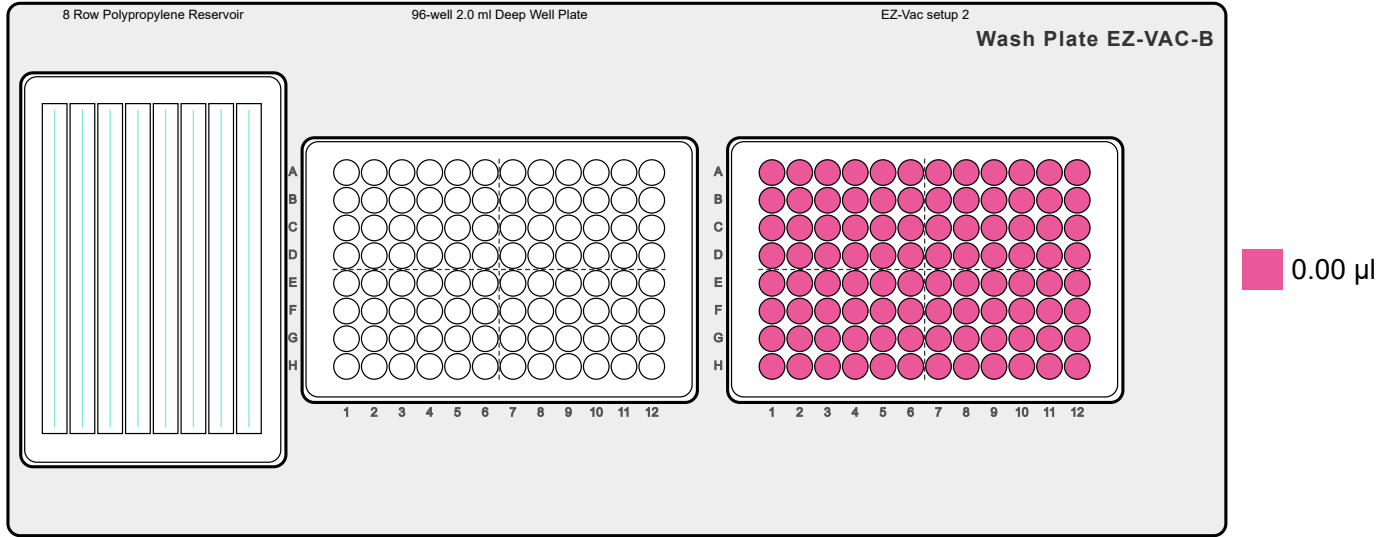 8 Row Polypropylene Reservoir 96-well 2.0 ml Deep Well Plate EZ-Vac setup 2
Wash Plate EZ-VAC-B
A A
B B
C C
D D
E E
F F
G G
H H
1 2 3 4 5 6 7 8 9 10 11 12 1 2 3 4 5 6 7 8 9 10 11 12
0.00 µl